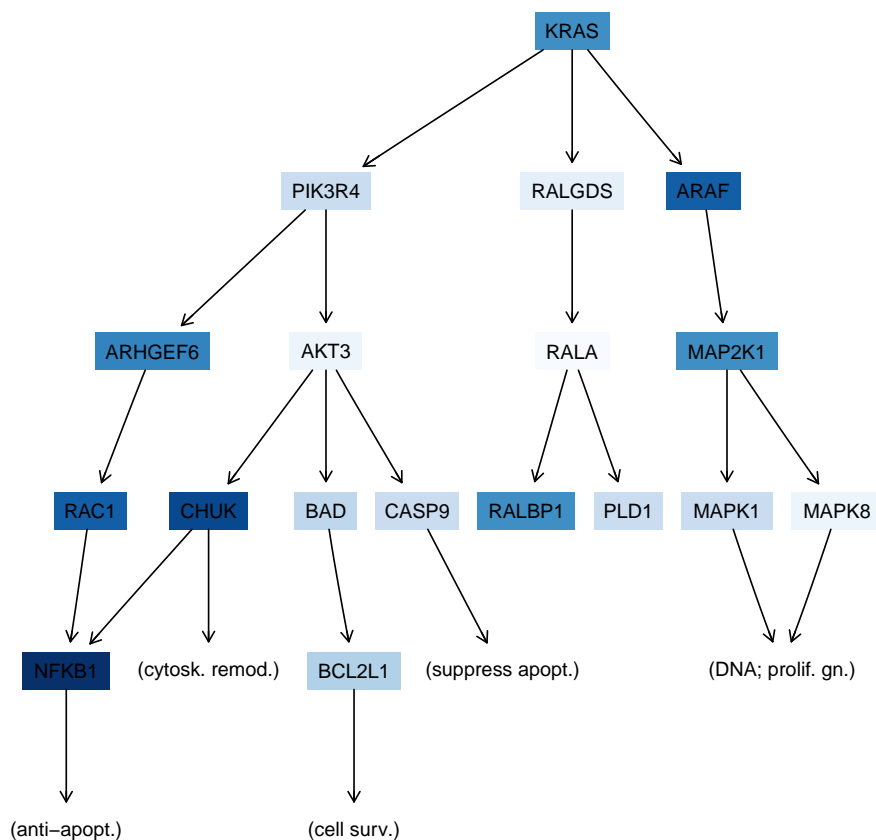 KRAS
PIK3R4
RALGDS
ARAF
ARHGEF6
AKT3
RALA
MAP2K1
RAC1
CHUK
BAD
CASP9
RALBP1
PLD1
MAPK1
MAPK8
NFKB1
(cytosk. remod.)
BCL2L1
(suppress apopt.)
(DNA; prolif. gn.)
(anti−apopt.)
(cell surv.)